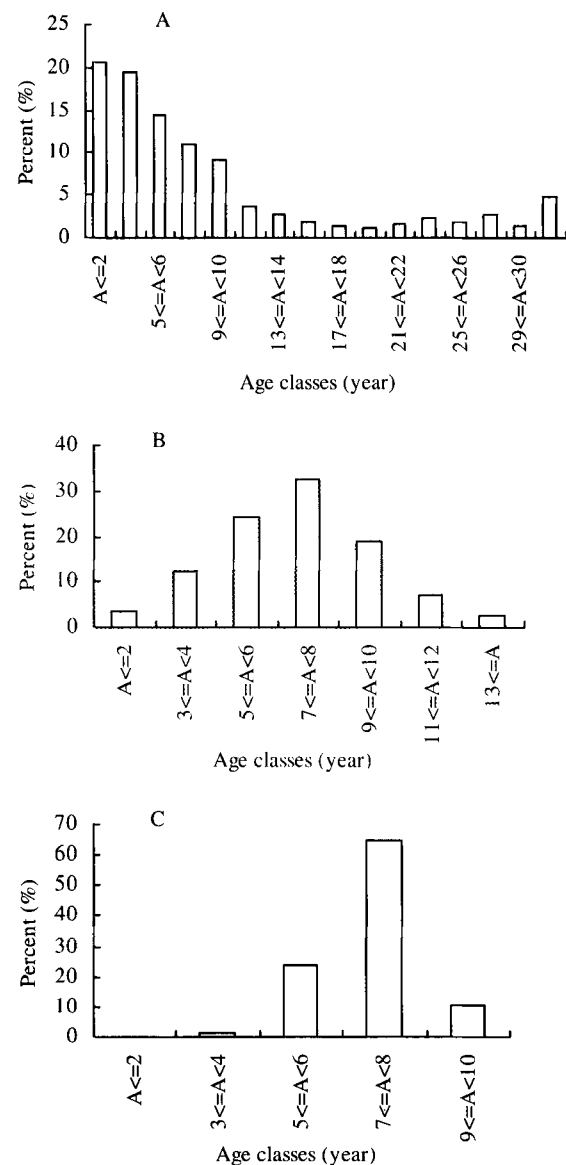 A
Percent (%)
25
20
15
10
5
0
A<=2
5<=A<6
9<=A<10
13<=A<14
17<=A<18
21<=A<22
25<=A<26
29<=A<30
Age classes (year)
B
Percent (%)
40
30
20
10
0
A<=2
3<=A<4
5<=A<6
7<=A<8
9<=A<10
11<=A<12
13<=A
Age classes (year)
C
Percent (%)
70
60
50
40
30
20
10
0
A<=2
3<=A<4
5<=A<6
7<=A<8
9<=A<10
Age classes (year)